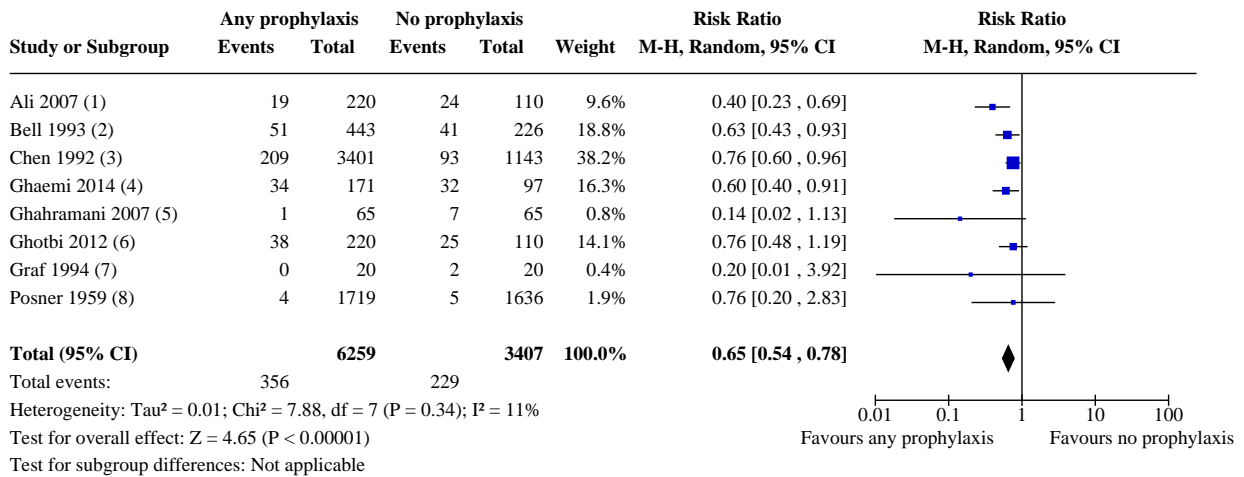 Any prophylaxis No prophylaxis Risk Ratio Risk Ratio
Study or Subgroup Events Total Events Total Weight M-H, Random, 95% CI M-H, Random, 95% CI
Ali 2007 (1) 19 220 24 110 9.6% 0.40 [0.23 , 0.69]
Bell 1993 (2) 51 443 41 226 18.8% 0.63 [0.43 , 0.93]
Chen 1992 (3) 209 3401 93 1143 38.2% 0.76 [0.60 , 0.96]
Ghaemi 2014 (4) 34 171 32 97 16.3% 0.60 [0.40 , 0.91]
Ghahramani 2007 (5) 1 65 7 65 0.8% 0.14 [0.02 , 1.13]
Ghotbi 2012 (6) 38 220 25 110 14.1% 0.76 [0.48 , 1.19]
Graf 1994 (7) 0 20 2 20 0.4% 0.20 [0.01 , 3.92]
Posner 1959 (8) 4 1719 5 1636 1.9% 0.76 [0.20 , 2.83]
Total (95% CI) 6259 3407 100.0% 0.65 [0.54 , 0.78]
Total events: 356 229
Heterogeneity: Tau² = 0.01; Chi² = 7.88, df = 7 (P = 0.34); I² = 11%
0.01 0.1 1 10 100
Test for overall effect: Z = 4.65 (P < 0.00001)
Favours any prophylaxis Favours no prophylaxis
Test for subgroup differences: Not applicable